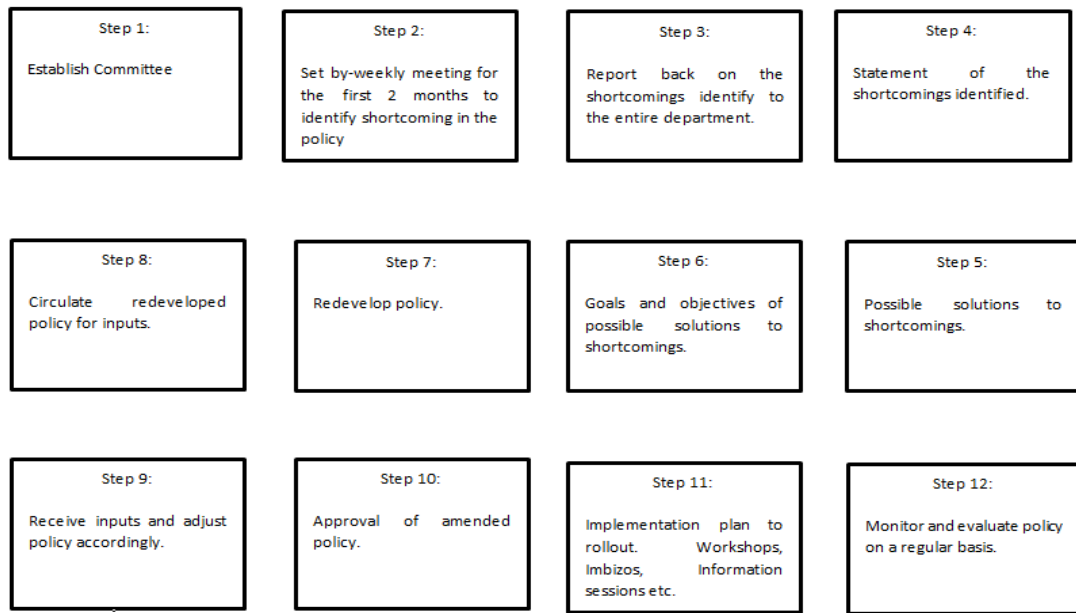 Step 1:
Establish Committee
Step 2:
Set by-weekly meeting for
the first 2 months to
identify shortcoming in the
policy
Step 3:
Report back on the
shortcomings identify to
the entire department.
Step 4:
Statement of the
shortcomings identified.
Step 5:
Possible solutions to
shortcomings.
Step 6:
Goals and objectives of
possible solutions to
shortcomings.
Step 7:
Redevelop policy.
Step 8:
Circulate redeveloped
policy for inputs.
Step 9:
Receive inputs and adjust
policy accordingly.
Step 10:
Approval of amended
policy.
Step 11:
Implementation plan to
rollout. Workshops,
Imbizos, Information
sessions etc.
Step 12:
Monitor and evaluate policy
on a regular basis.